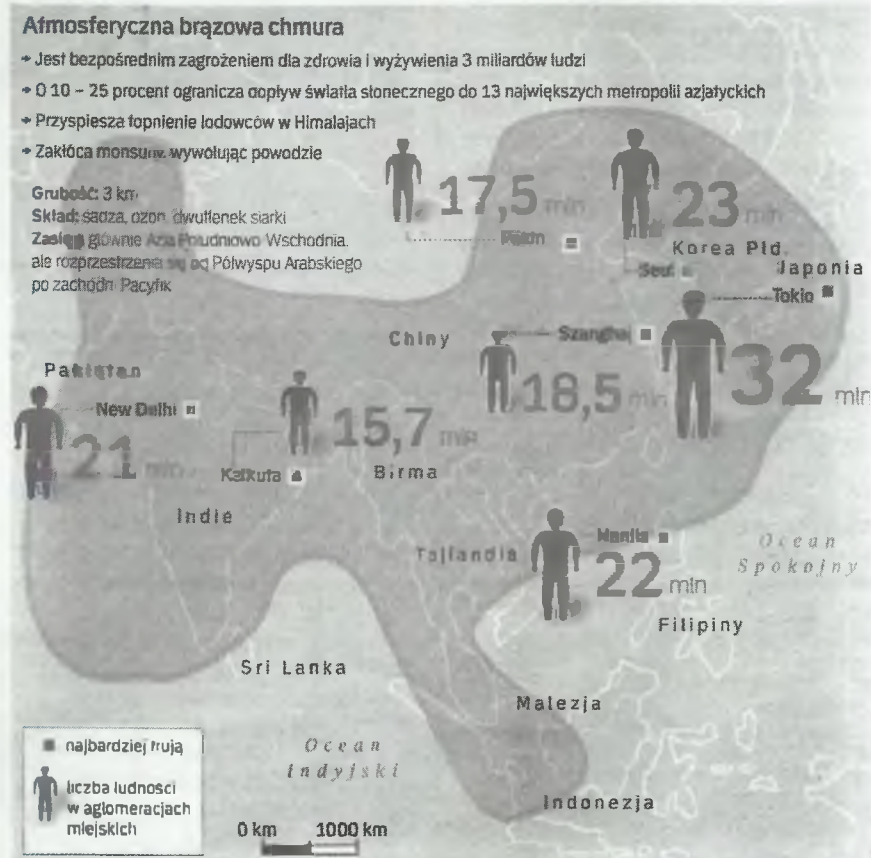 Atmosferyczna brązowa chmura
→ Jest bezpośrednim zagrożeniem dla zdrowia i wyżywienia 3 miliardów ludzi
→ O 10 – 25 procent ogranicza dopływ światła słonecznego do 13 największych metropolii azjatyckich
→ Przyspiesza topnienie lodowców w Himalajach
→ Zakłóca monsuny, wywołując powodzie
Grubość: 3 km
Skład: sadza, ozon, dwutlenek siarki
Zasięg: głównie Azja Południowo Wschodnia,
ale rozprzestrzenia się od Półwyspu Arabskiego
po zachodni Pacyfik
17,5 mln
Pekin
23 mln
Korea Płd.
Seul
Japonia
Tokio
32 mln
Chiny
Szanghaj
18,5 mln
Pakistan
New Delhi
21 mln
15,7 mln
Kalkuta
Birma
Indie
Tajlandia
Manila
22 mln
Ocean
Spokojny
Filipiny
Sri Lanka
Malezja
Ocean
Indyjski
Indonezja
najbardziej trują
liczba ludności
w aglomeracjach
miejskich
0 km 1000 km